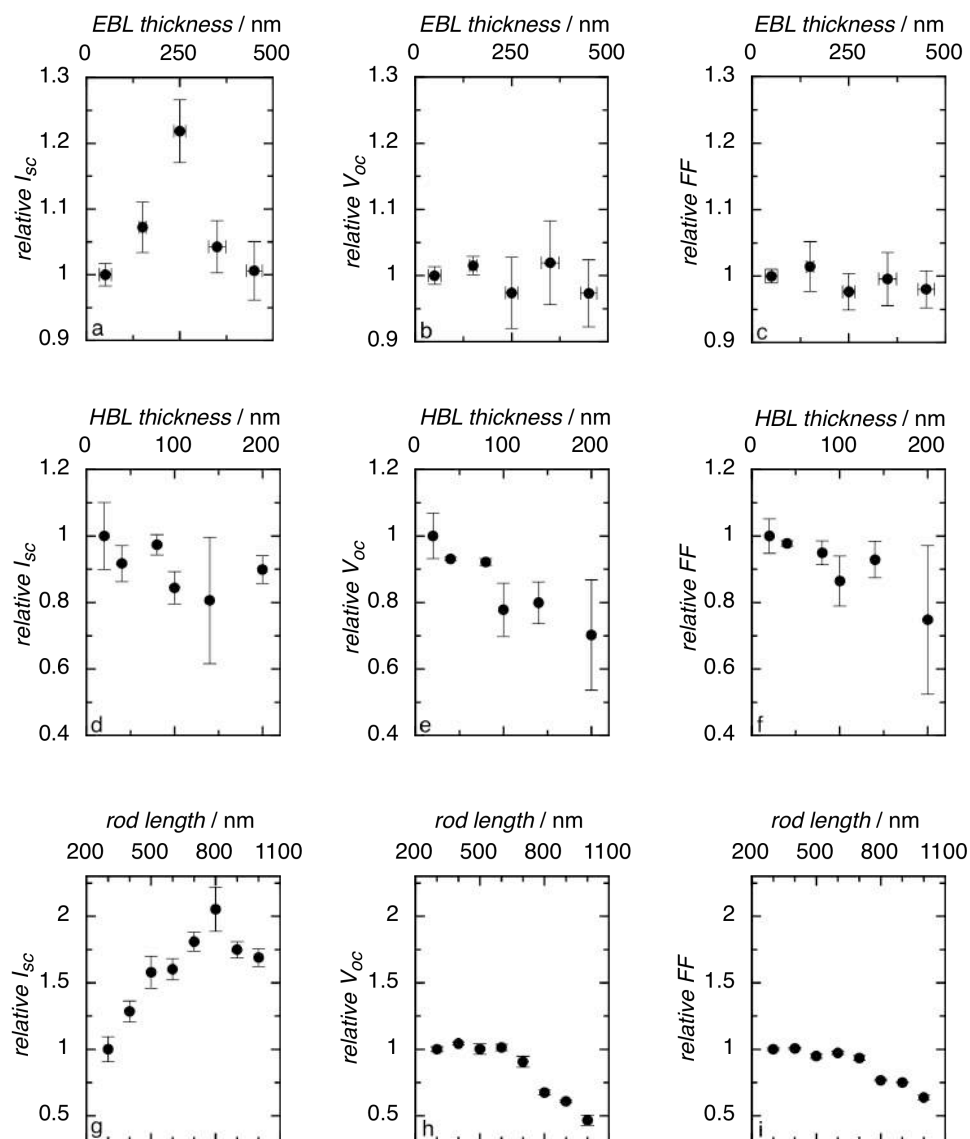 EBL thickness / nm EBL thickness / nm EBL thickness / nm
0 250 500 0 250 500 0 250 500
1.3 1.3 1.3
1.2 1.2 1.2
relative Isc relative Voc relative FF
1.1 1.1 1.1
1 1 1
a b c
0.9 0.9 0.9
HBL thickness / nm HBL thickness / nm HBL thickness / nm
0 100 200 0 100 200 0 100 200
1.2 1.2 1.2
1 1 1
relative Isc relative Voc relative FF
0.8 0.8 0.8
0.6 0.6 0.6
d e f
0.4 0.4 0.4
rod length / nm rod length / nm rod length / nm
200 500 800 1100 200 500 800 1100 200 500 800 1100
2 2 2
relative Isc relative Voc relative FF
1.5 1.5 1.5
1 1 1
0.5 0.5 0.5
g h i